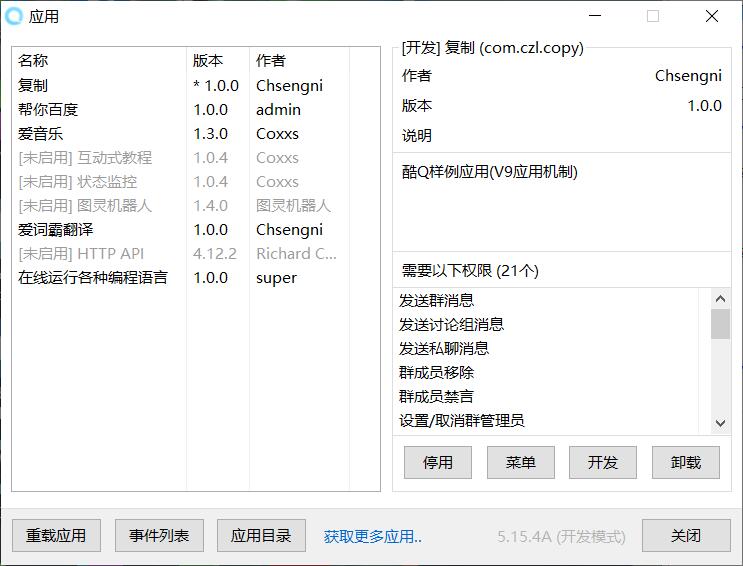 应用
名称 版本 作者
复制 * 1.0.0 Chsengni
帮你百度 1.0.0 admin
爱音乐 1.3.0 Coxxs
[未启用] 互动式教程 1.0.4 Coxxs
[未启用] 状态监控 1.0.4 Coxxs
[未启用] 图灵机器人 1.4.0 图灵机器人
爱词霸翻译 1.0.0 Chsengni
[未启用] HTTP API 4.12.2 Richard C...
在线运行各种编程语言 1.0.0 super
[开发] 复制 (com.czl.copy)
作者 Chsengni
版本 1.0.0
说明
酷Q样例应用(V9应用机制)
需要以下权限 (21个)
发送群消息
发送讨论组消息
发送私聊消息
群成员移除
群成员禁言
设置/取消群管理员
停用 菜单 开发 卸载
重载应用 事件列表 应用目录 获取更多应用.. 5.15.4A (开发模式) 关闭